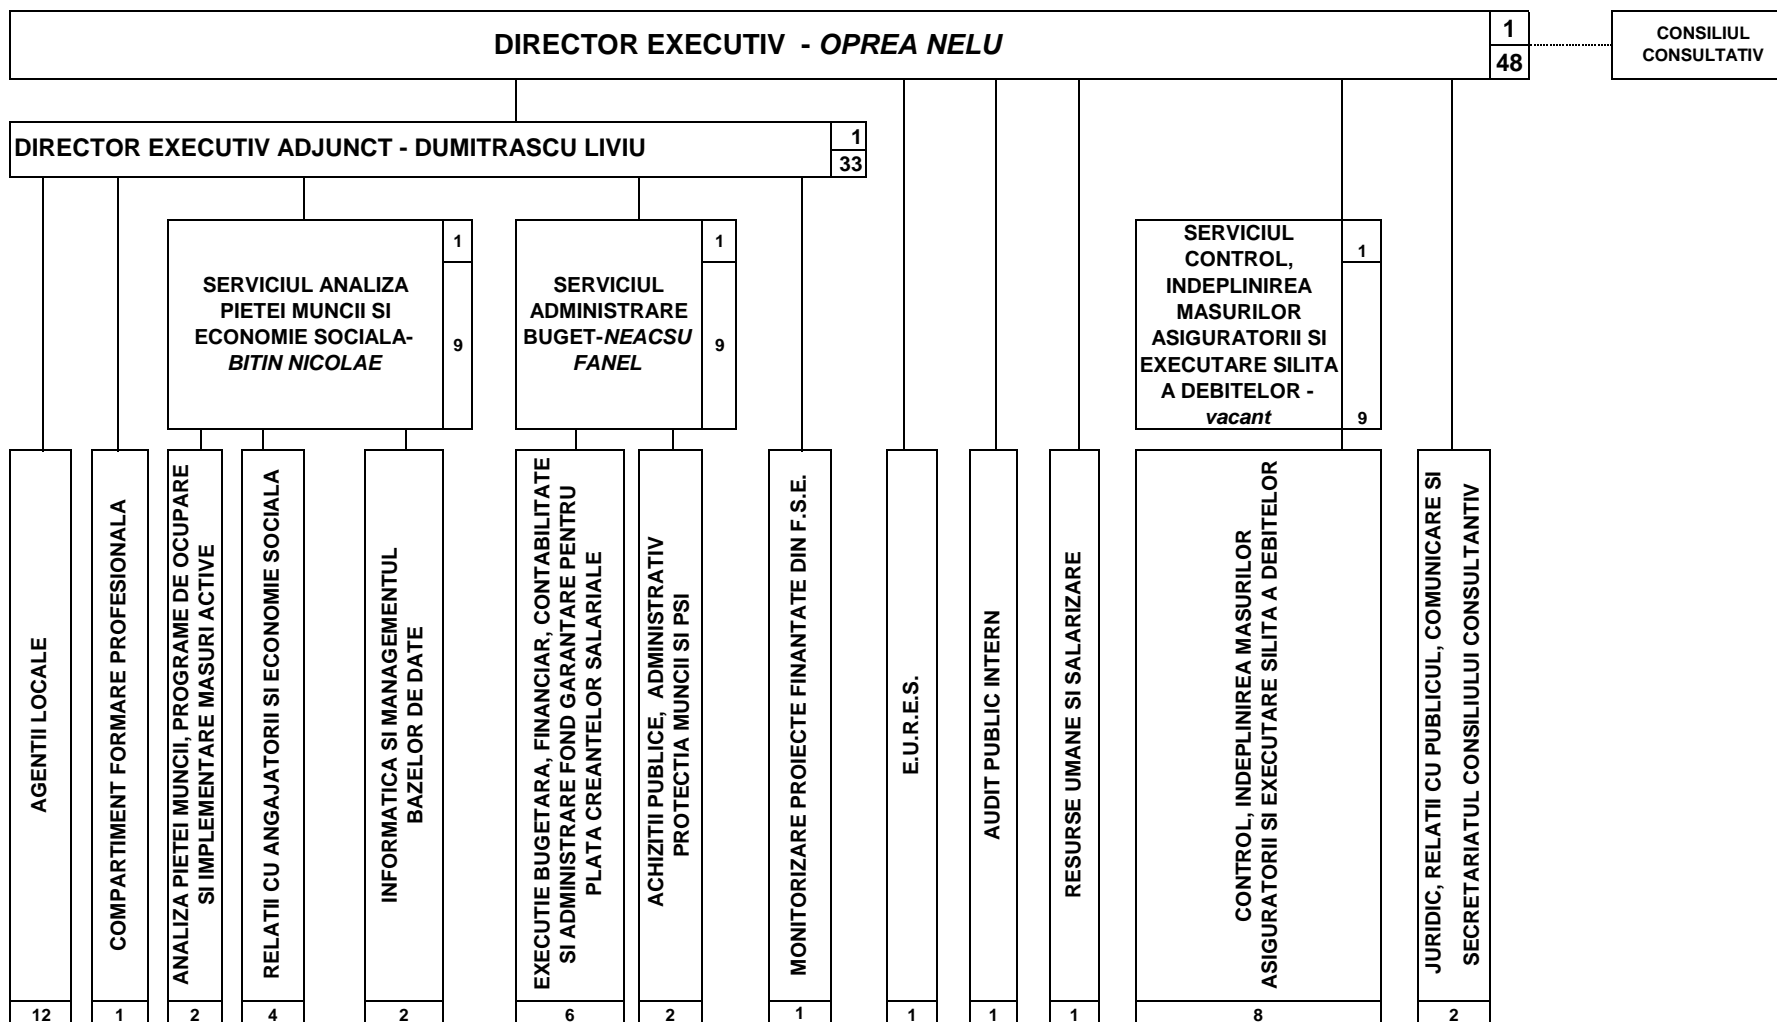 DIRECTOR EXECUTIV - OPREA NELU
1
48
CONSILIUL
CONSULTATIV
DIRECTOR EXECUTIV ADJUNCT - DUMITRASCU LIVIU
1
33
SERVICIUL ANALIZA
PIETEI MUNCII SI
ECONOMIE SOCIALA-
BITIN NICOLAE
1
9
SERVICIUL
ADMINISTRARE
BUGET-NEACSU
FANEL
1
9
SERVICIUL
CONTROL,
INDEPLINIREA
MASURILOR
ASIGURATORII SI
EXECUTARE SILITA
A DEBITELOR -
vacant
1
9
AGENTII LOCALE
12
COMPARTIMENT FORMARE PROFESIONALA
1
ANALIZA PIETEI MUNCII, PROGRAME DE OCUPARE
SI IMPLEMENTARE MASURI ACTIVE
2
RELATII CU ANGAJATORII SI ECONOMIE SOCIALA
4
INFORMATICA SI MANAGEMENTUL
BAZELOR DE DATE
2
EXECUTIE BUGETARA, FINANCIAR, CONTABILITATE
SI ADMINISTRARE FOND GARANTARE PENTRU
PLATA CREANTELOR SALARIALE
6
ACHIZITII PUBLICE, ADMINISTRATIV
PROTECTIA MUNCII SI PSI
2
MONITORIZARE PROIECTE FINANTATE DIN F.S.E.
1
E.U.R.E.S.
1
AUDIT PUBLIC INTERN
1
RESURSE UMANE SI SALARIZARE
1
CONTROL, INDEPLINIREA MASURILOR
ASIGURATORII SI EXECUTARE SILITA A DEBITELOR
8
JURIDIC, RELATII CU PUBLICUL, COMUNICARE SI
SECRETARIATUL CONSILIULUI CONSULTANTIV
2